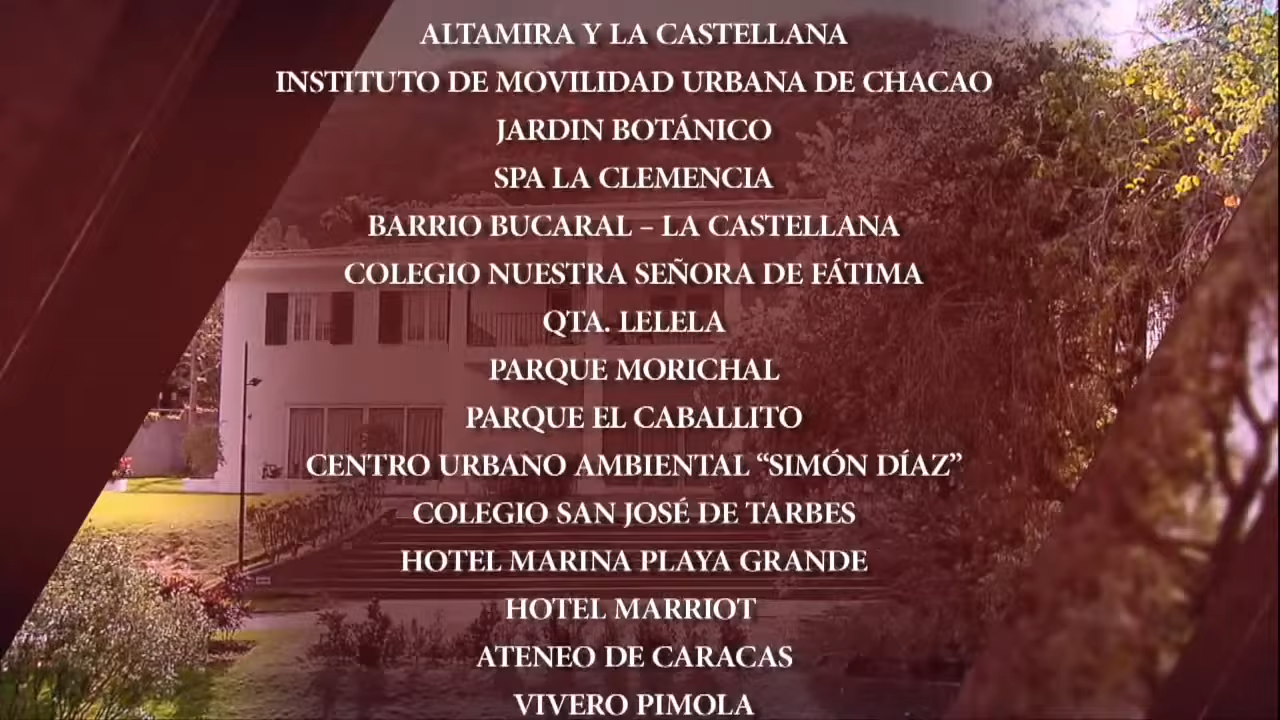 ALTAMIRA Y LA CASTELLANA
INSTITUTO DE MOVILIDAD URBANA DE CHACAO
JARDIN BOTÁNICO
SPA LA CLEMENCIA
BARRIO BUCARAL – LA CASTELLANA
COLEGIO NUESTRA SEÑORA DE FÁTIMA
QTA. LELELA
PARQUE MORICHAL
PARQUE EL CABALLITO
CENTRO URBANO AMBIENTAL “SIMÓN DÍAZ”
COLEGIO SAN JOSÉ DE TARBES
HOTEL MARINA PLAYA GRANDE
HOTEL MARRIOT
ATENEO DE CARACAS
VIVERO PIMOLA